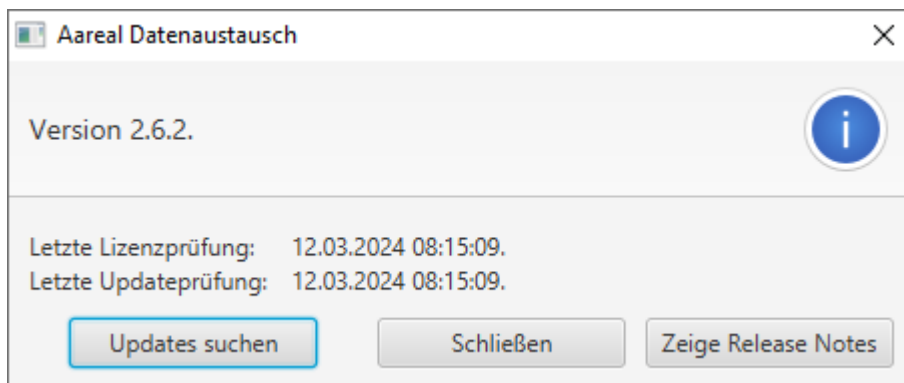 Aareal Datenaustausch
Version 2.6.2.
Letzte Lizenzprüfung: 12.03.2024 08:15:09.
Letzte Updateprüfung: 12.03.2024 08:15:09.
Updates suchen Schließen Zeige Release Notes